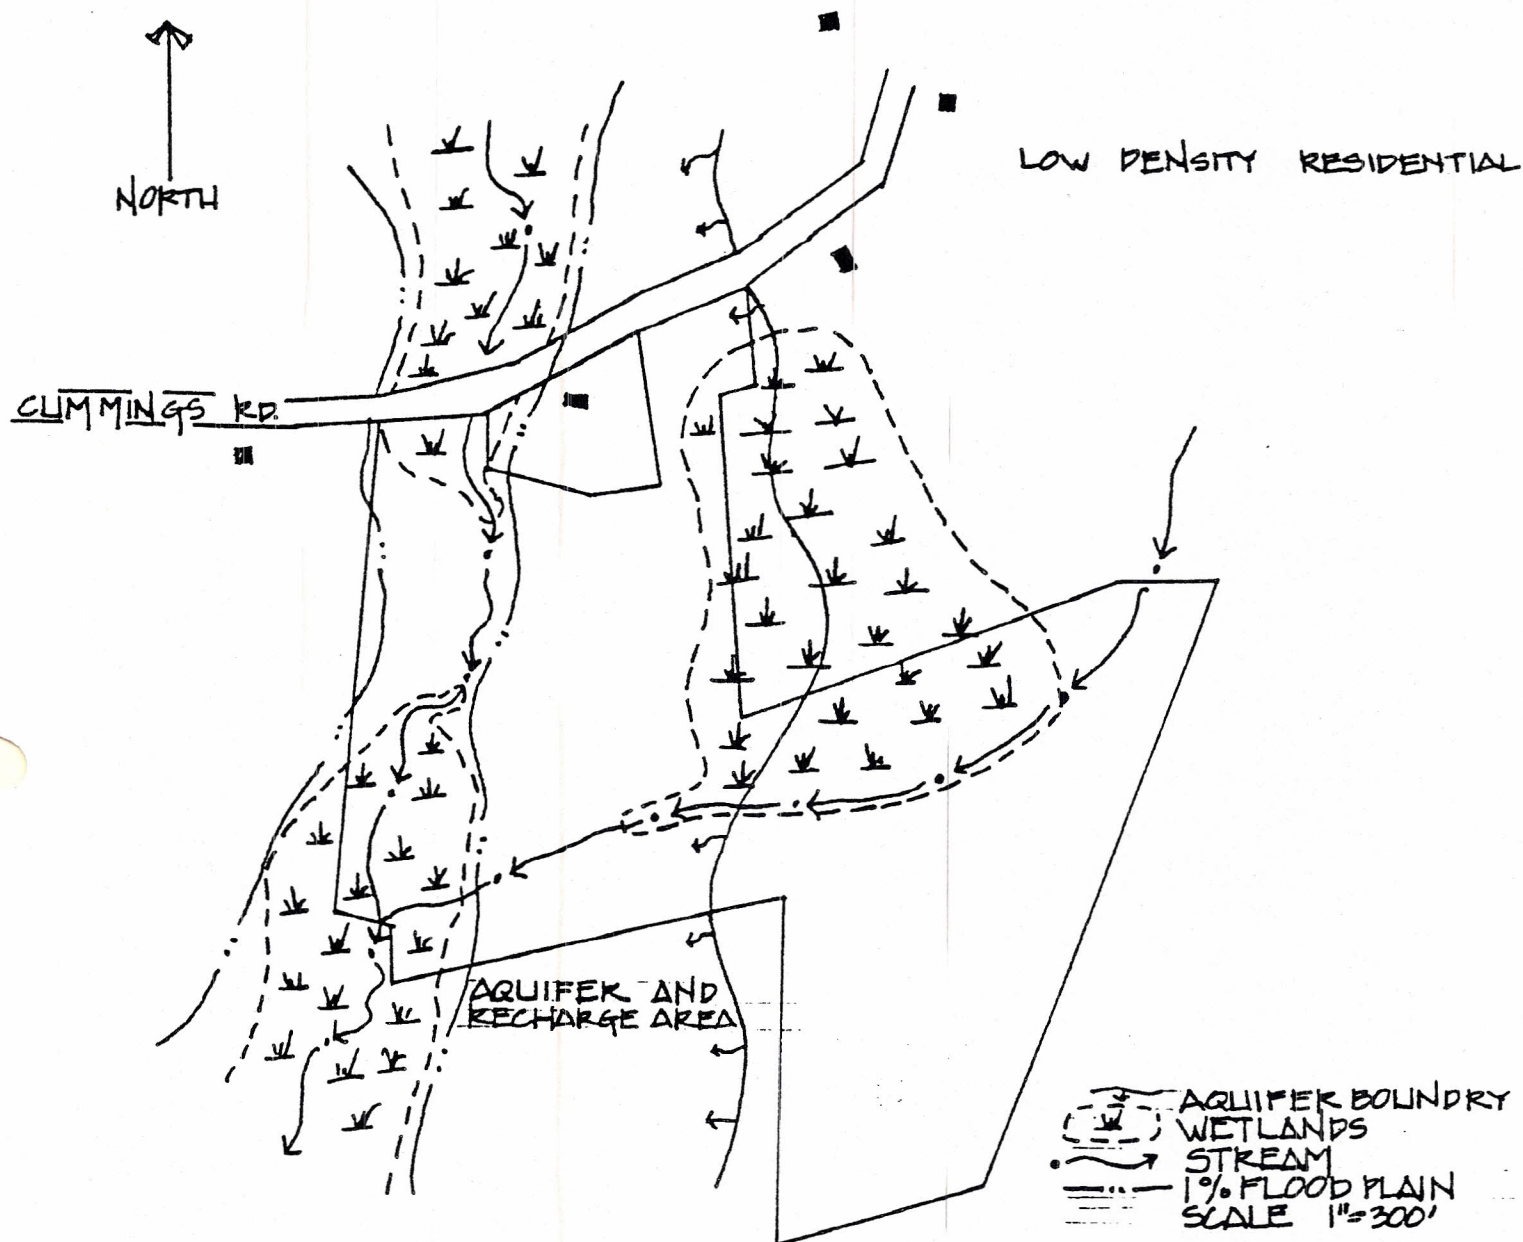 NORTH
LOW DENSITY RESIDENTIAL
CUMMINGS RD.
AQUIFER AND
RECHARGE AREA
AQUIFER BOUNDRY
WETLANDS
STREAM
1% FLOOD PLAIN
SCALE 1"=300'